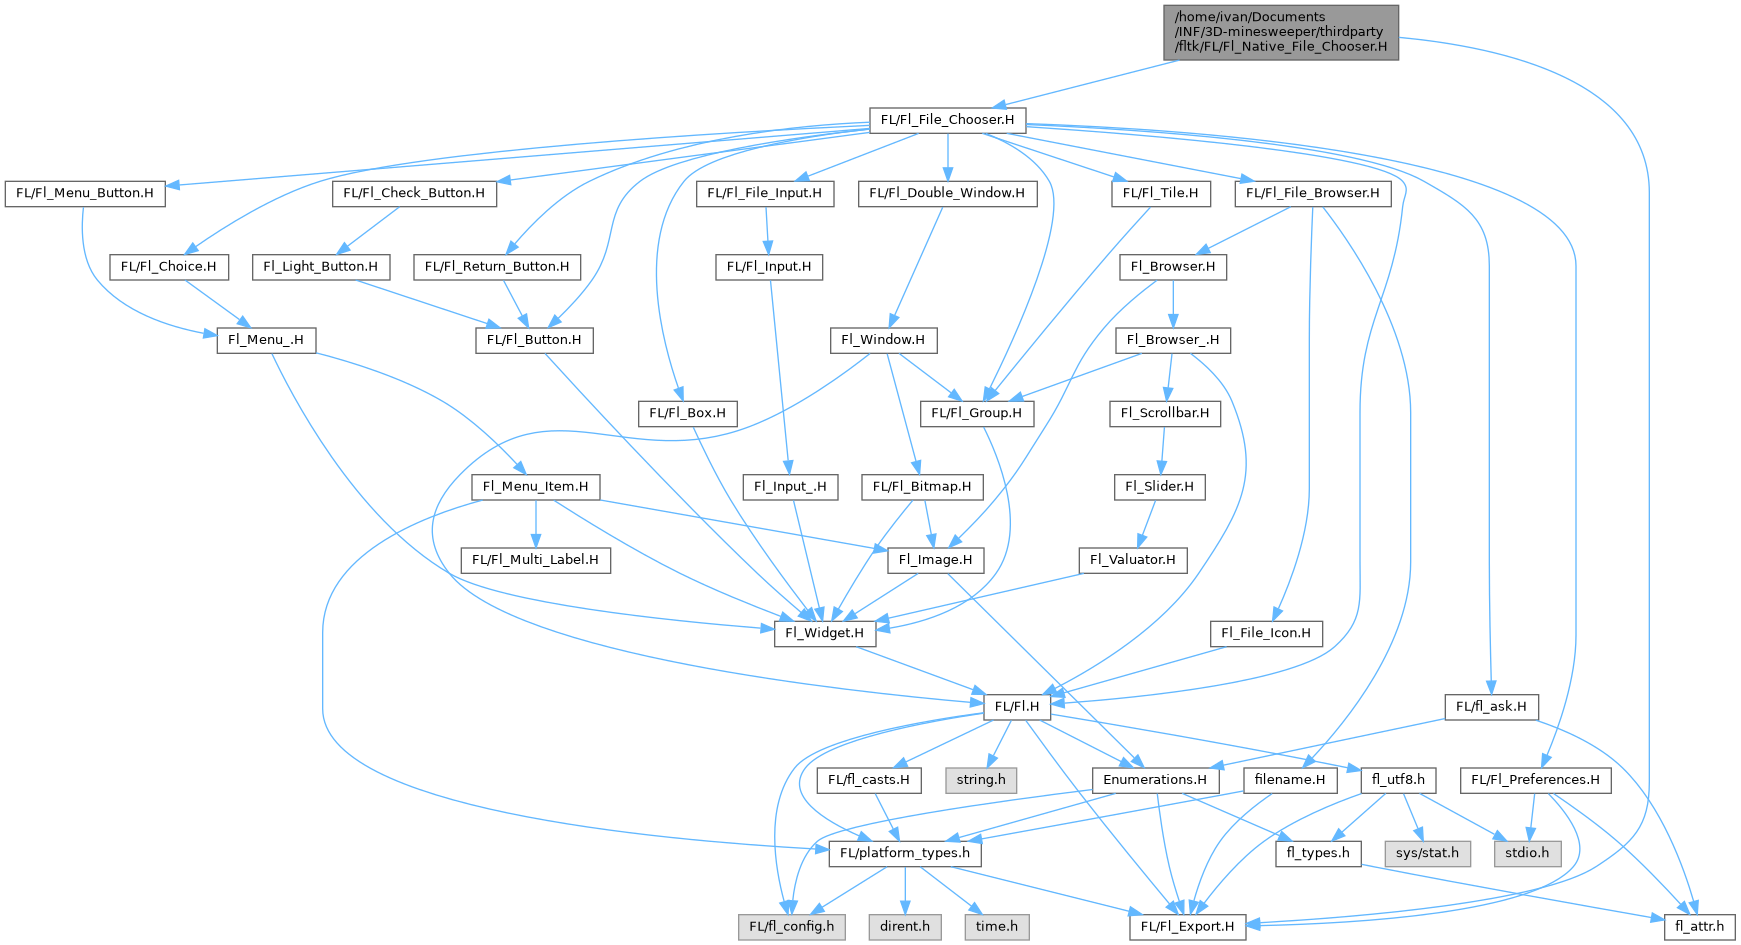 /home/ivan/Documents
/INF/3D-minesweeper/thirdparty
/fltk/FL/Fl_Native_File_Chooser.H
FL/Fl_File_Chooser.H
FL/Fl_Menu_Button.H
FL/Fl_Check_Button.H
FL/Fl_File_Input.H
FL/Fl_Double_Window.H
FL/Fl_Tile.H
FL/Fl_File_Browser.H
FL/Fl_Choice.H
Fl_Light_Button.H
FL/Fl_Return_Button.H
FL/Fl_Input.H
Fl_Browser.H
Fl_Menu_.H
FL/Fl_Button.H
Fl_Window.H
Fl_Browser_.H
FL/Fl_Box.H
FL/Fl_Group.H
Fl_Scrollbar.H
Fl_Menu_Item.H
Fl_Input_.H
FL/Fl_Bitmap.H
Fl_Slider.H
FL/Fl_Multi_Label.H
Fl_Image.H
Fl_Valuator.H
Fl_Widget.H
Fl_File_Icon.H
FL/Fl.H
FL/fl_ask.H
FL/fl_casts.H
string.h
Enumerations.H
filename.H
fl_utf8.h
FL/Fl_Preferences.H
FL/platform_types.h
fl_types.h
sys/stat.h
stdio.h
FL/fl_config.h
dirent.h
time.h
FL/Fl_Export.H
fl_attr.h